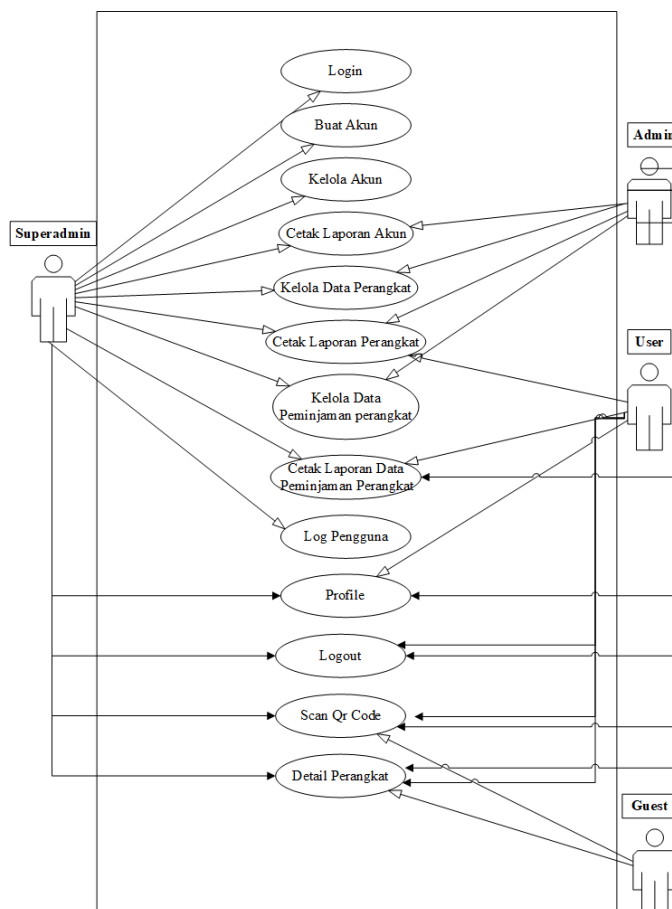 Login
Buat Akun
Kelola Akun
Cetak Laporan Akun
Kelola Data Perangkat
Cetak Laporan Perangkat
Kelola Data
Peminjaman perangkat
Cetak Laporan Data
Peminjaman Perangkat
Log Pengguna
Profile
Logout
Scan Qr Code
Detail Perangkat
Superadmin
Admin
User
Guest